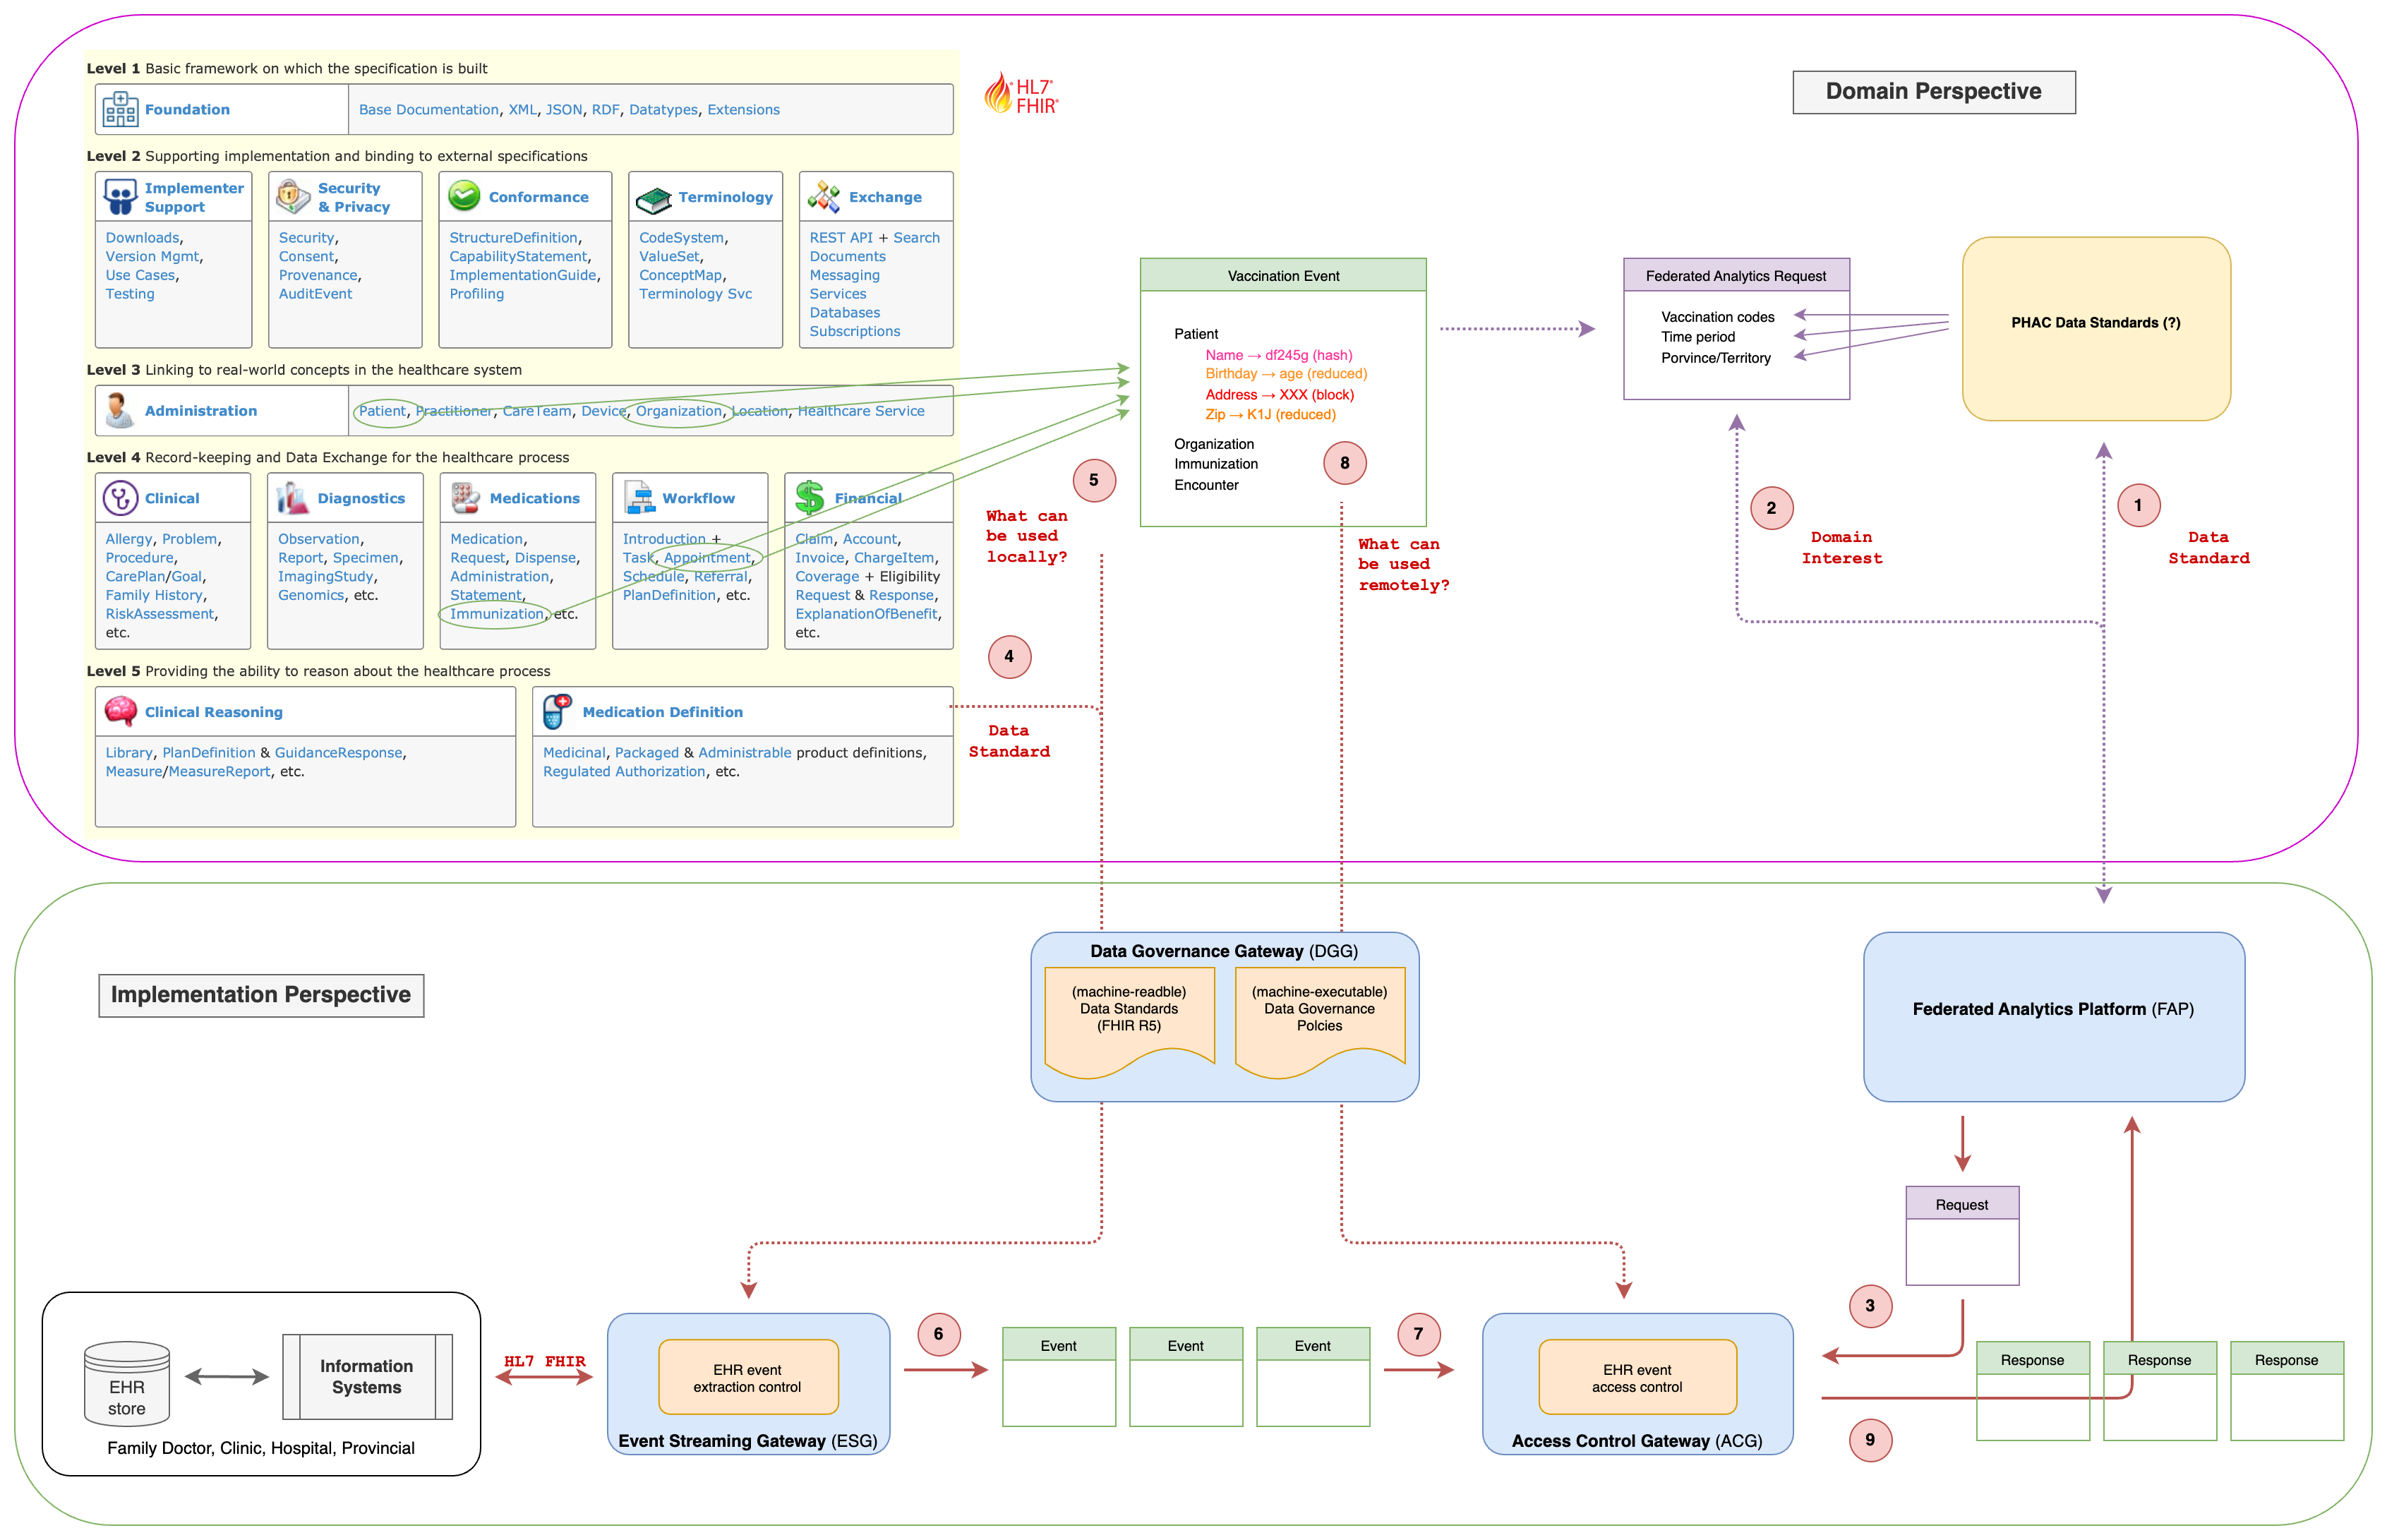 Level 1 Basic framework on which the specification is built
Foundation
Base Documentation, XML, JSON, RDF, Datatypes, Extensions
Level 2 Supporting implementation and binding to external specifications
Implementer
Support
Downloads,
Version Mgmt,
Use Cases,
Testing
Security
& Privacy
Security,
Consent,
Provenance,
AuditEvent
Conformance
StructureDefinition,
CapabilityStatement,
ImplementationGuide,
Profiling
Terminology
CodeSystem,
ValueSet,
ConceptMap,
Terminology Svc
Exchange
REST API + Search
Documents
Messaging
Services
Databases
Subscriptions
Level 3 Linking to real-world concepts in the healthcare system
Administration
Patient, Practitioner, CareTeam, Device, Organization, Location, Healthcare Service
Level 4 Record-keeping and Data Exchange for the healthcare process
Clinical
Allergy, Problem,
Procedure,
CarePlan/Goal,
Family History,
RiskAssessment,
etc.
Diagnostics
Observation,
Report, Specimen,
ImagingStudy,
Genomics, etc.
Medications
Medication,
Request, Dispense,
Administration,
Statement,
Immunization, etc.
Workflow
Introduction +
Task, Appointment,
Schedule, Referral,
PlanDefinition, etc.
Financial
Claim, Account,
Invoice, ChargeItem,
Coverage + Eligibility
Request & Response,
ExplanationOfBenefit,
etc.
Level 5 Providing the ability to reason about the healthcare process
Clinical Reasoning
Library, PlanDefinition & GuidanceResponse,
Measure/MeasureReport, etc.
Medication Definition
Medicinal, Packaged & Administrable product definitions,
Regulated Authorization, etc.
HL7®
FHIR®
Domain Perspective
Vaccination Event
Patient
Name → df245g (hash)
Birthday → age (reduced)
Address → XXX (block)
Zip → K1J (reduced)
Organization
Immunization
Encounter
8
Federated Analytics Request
Vaccination codes
Time period
Porvince/Territory
PHAC Data Standards (?)
5
What can
be used
locally?
What can
be used
remotely?
2
Domain
Interest
1
Data
Standard
4
Data
Standard
Implementation Perspective
Data Governance Gateway (DGG)
(machine-readble)
Data Standards
(FHIR R5)
(machine-executable)
Data Governance
Polcies
Federated Analytics Platform (FAP)
Request
3
EHR
store
Information
Systems
Family Doctor, Clinic, Hospital, Provincial
HL7 FHIR
EHR event
extraction control
Event Streaming Gateway (ESG)
6
Event
Event
Event
7
EHR event
access control
Access Control Gateway (ACG)
Response
Response
Response
9